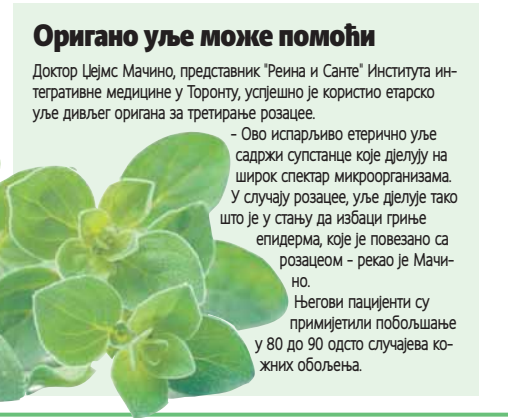 Оригано уље може помоћи
Доктор Џејмс Мачино, представник "Реина и Санте" Института ин-
тегративне медицине у Торонту, успјешно је користио етарско
уље дивљег оригана за третирање розацее.
- Ово испарљиво етерично уље
садржи супстанце које дјелују на
широк спектар микроорганизама.
У случају розацее, уље дјелује тако
што је у стању да избаци гриње
епидерма, које је повезано са
розацеом - рекао је Мачи-
но.
Његови пацијенти су
примијетили побољшање
у 80 до 90 одсто случајева ко-
жних обољења.